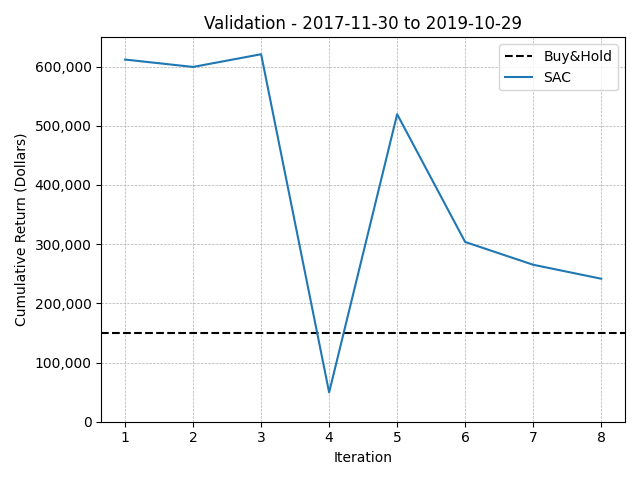 Validation - 2017-11-30 to 2019-10-29
Buy&Hold
SAC
Cumulative Return (Dollars)
600,000
500,000
400,000
300,000
200,000
100,000
0
1 2 3 4 5 6 7 8
Iteration